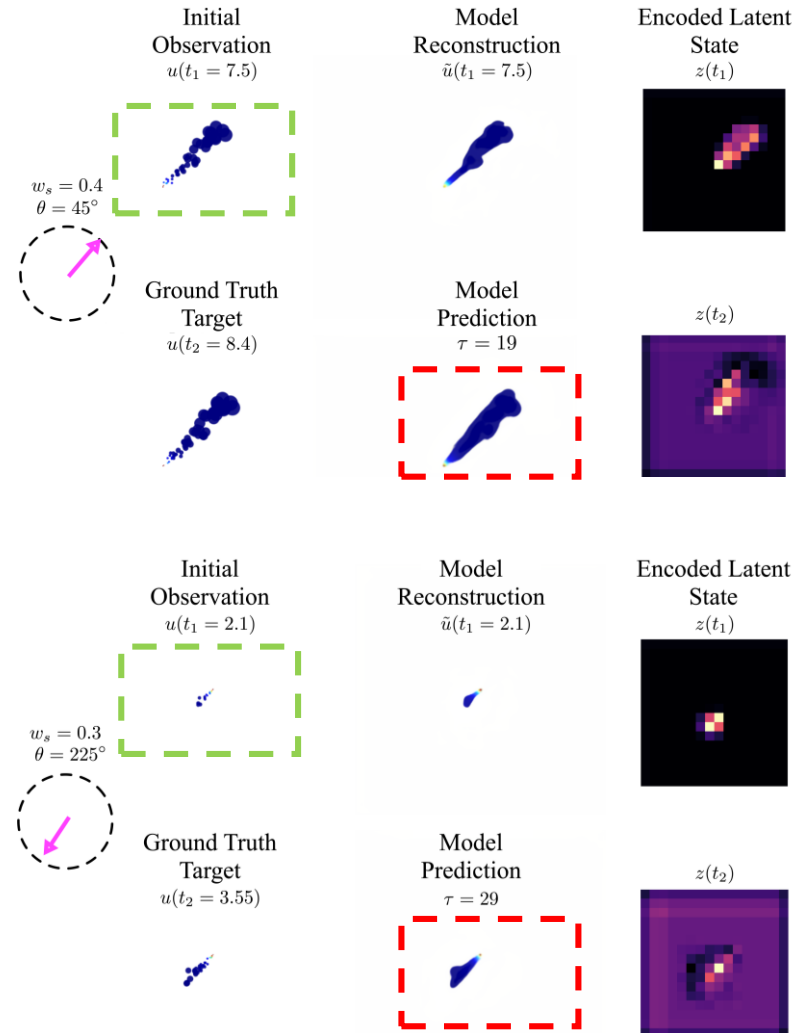 Initial
Observation
u(t₁ = 7.5)
Model
Reconstruction
ũ(t₁ = 7.5)
Encoded Latent
State
z(t₁)
w_s = 0.4
θ = 45°
Ground Truth
Target
u(t₂ = 8.4)
Model
Prediction
τ = 19
z(t₂)
Initial
Observation
u(t₁ = 2.1)
Model
Reconstruction
ũ(t₁ = 2.1)
Encoded Latent
State
z(t₁)
w_s = 0.3
θ = 225°
Ground Truth
Target
u(t₂ = 3.55)
Model
Prediction
τ = 29
z(t₂)